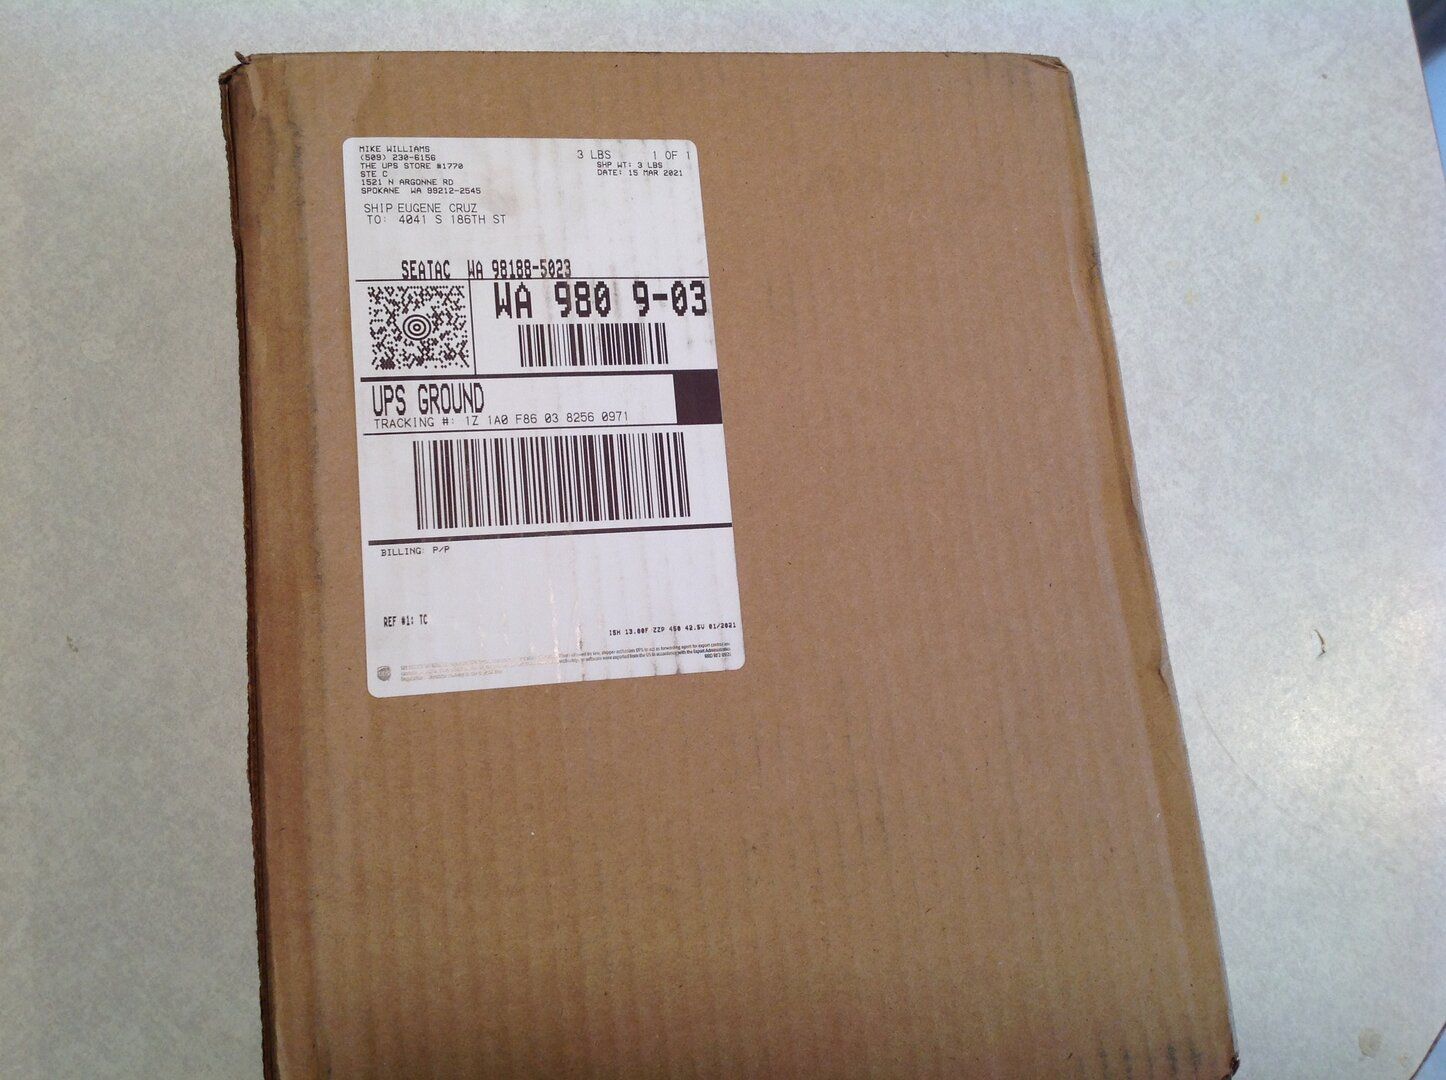 MIKE WILLIAMS
(509) 230-6156
THE UPS STORE #1770
STE C
1521 N ARGONNE RD
SPOKANE WA 99212-2545
3 LBS 1 OF 1
SHP WT: 3 LBS
DATE: 15 MAR 2021
SHIP EUGENE CRUZ
TO: 4041 S 186TH ST
SEATAC WA 98188-5023
WA 980 9-03
UPS GROUND
TRACKING #: 1Z 1A0 F86 03 8256 0971
BILLING: P/P
REF #1: TC
ISH 13.00F ZZP 450 42.5U 01/2021